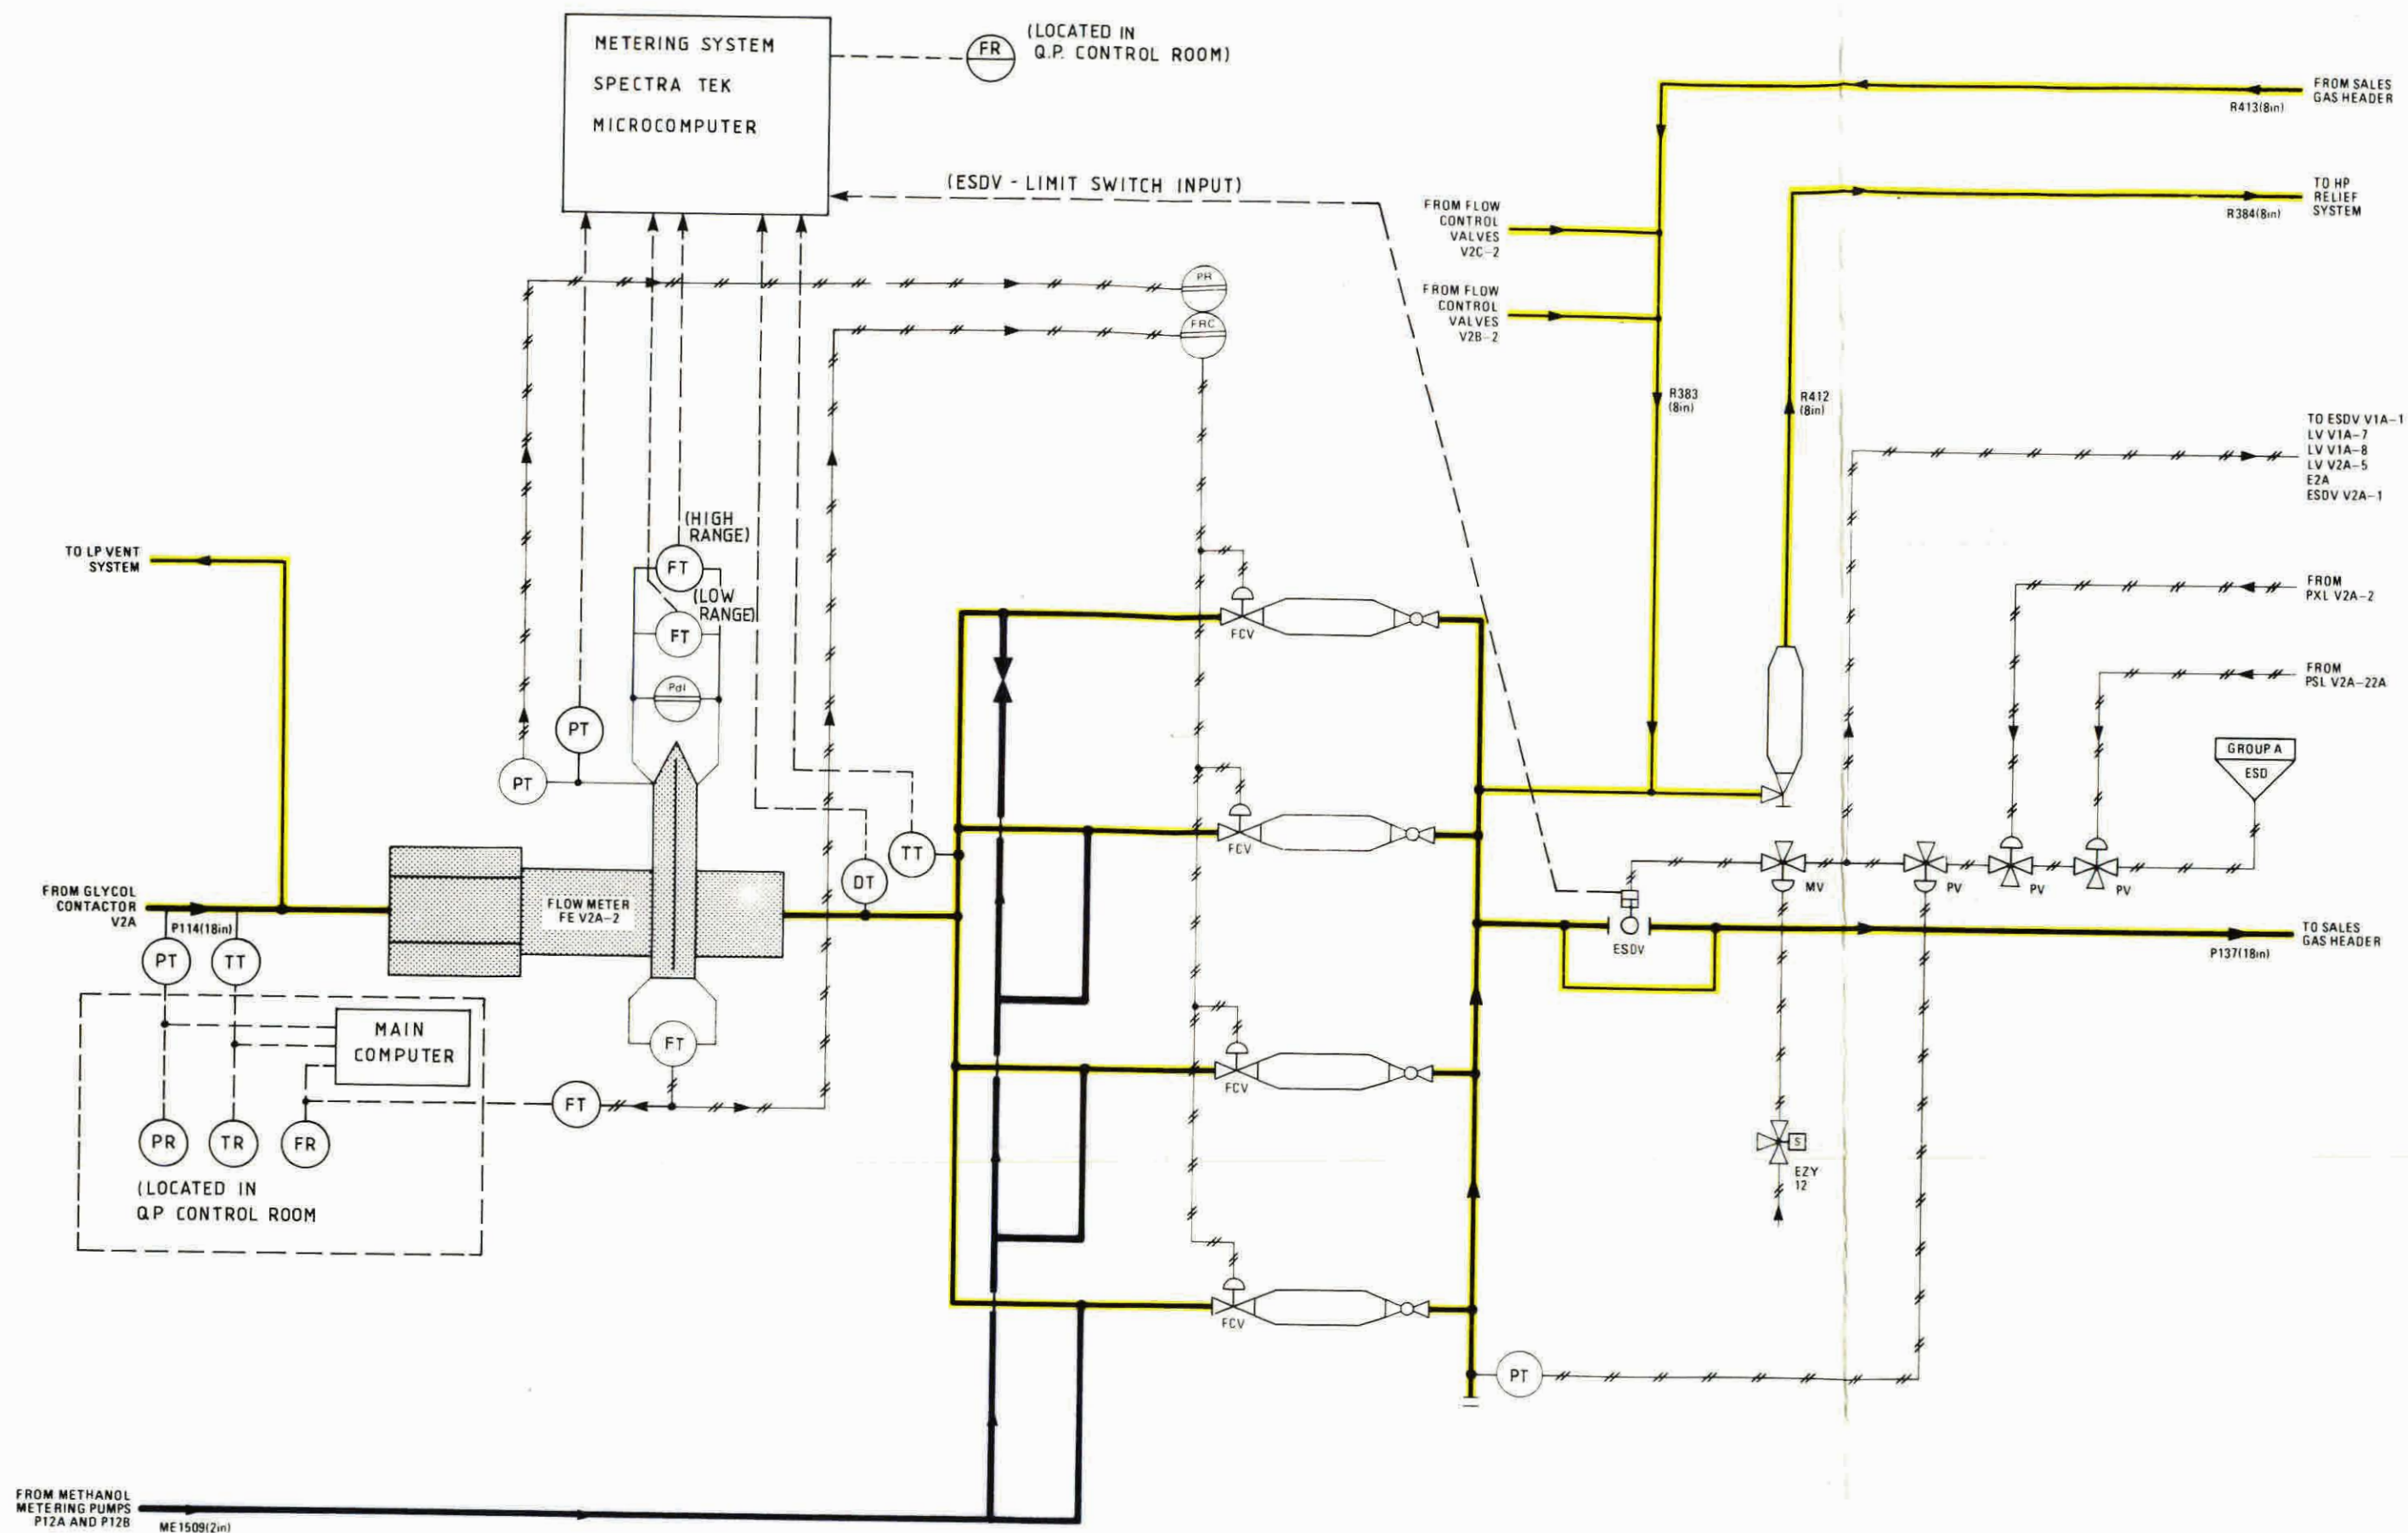 METERING SYSTEM
SPECTRA TEK
MICROCOMPUTER
FR
(LOCATED IN
Q.P. CONTROL ROOM)
(ESDV - LIMIT SWITCH INPUT)
FROM SALES
GAS HEADER
R413(8in)
TO HP
RELIEF
SYSTEM
R384(8in)
FROM FLOW
CONTROL
VALVES
V2C-2
FROM FLOW
CONTROL
VALVES
V2B-2
PR
FRC
R383
(8in)
R412
(8in)
TO ESDV V1A-1
LV V1A-7
LV V1A-8
LV V2A-5
E2A
ESDV V2A-1
FROM
PXL V2A-2
FROM
PSL V2A-22A
GROUP A
ESD
TO LP VENT
SYSTEM
(HIGH
RANGE)
FT
(LOW
RANGE)
FT
PdI
PT
PT
TT
DT
FCV
FCV
FCV
FCV
MV
PV
PV
PV
ESDV
TO SALES
GAS HEADER
P137(18in)
FROM GLYCOL
CONTACTOR
V2A
P114(18in)
FLOW METER
FE V2A-2
PT
TT
MAIN
COMPUTER
FT
FT
PR
TR
FR
(LOCATED IN
Q.P CONTROL ROOM
S
EZY
12
PT
FROM METHANOL
METERING PUMPS
P12A AND P12B
ME1509(2in)